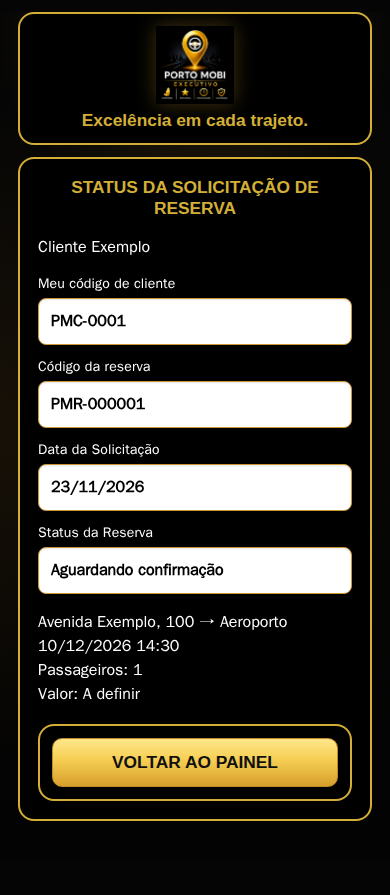 PORTO MOBI
EXECUTIVO
Excelência em cada trajeto.
STATUS DA SOLICITAÇÃO DE
RESERVA
Cliente Exemplo
Meu código de cliente
PMC-0001
Código da reserva
PMR-000001
Data da Solicitação
23/11/2026
Status da Reserva
Aguardando confirmação
Avenida Exemplo, 100 → Aeroporto
10/12/2026 14:30
Passageiros: 1
Valor: A definir
VOLTAR AO PAINEL